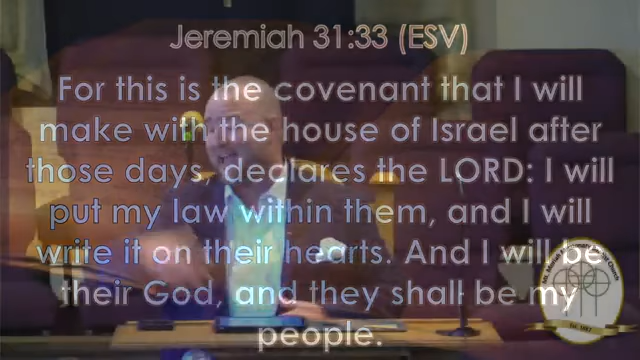 Jeremiah 31:33 (ESV)
For this is the covenant that I will
make with the house of Israel after
those days, declares the LORD: I will
put my law within them, and I will
write it on their hearts. And I will be
their God, and they shall be my
people.